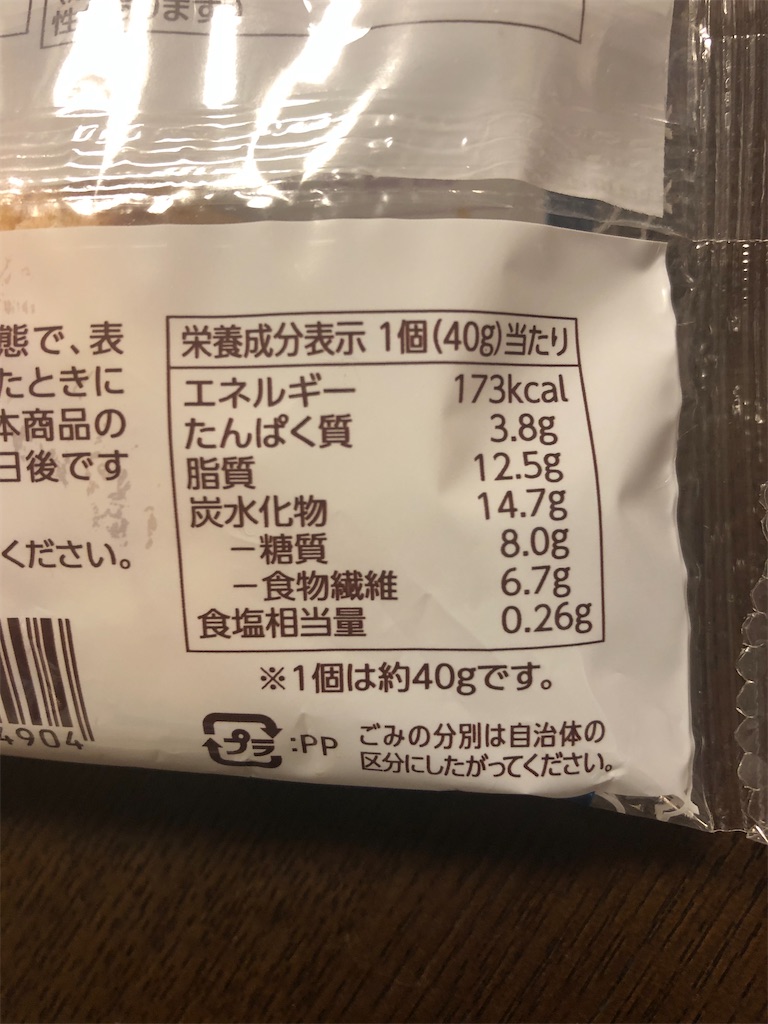 態で、表
たときに
本商品の
日後です
ください。
4904
栄養成分表示 1個(40g)当たり
エネルギー 173kcal
たんぱく質 3.8g
脂質 12.5g
炭水化物 14.7g
－糖質 8.0g
－食物繊維 6.7g
食塩相当量 0.26g
※1個は約40gです。
プラ :PP
ごみの分別は自治体の
区分にしたがってください。